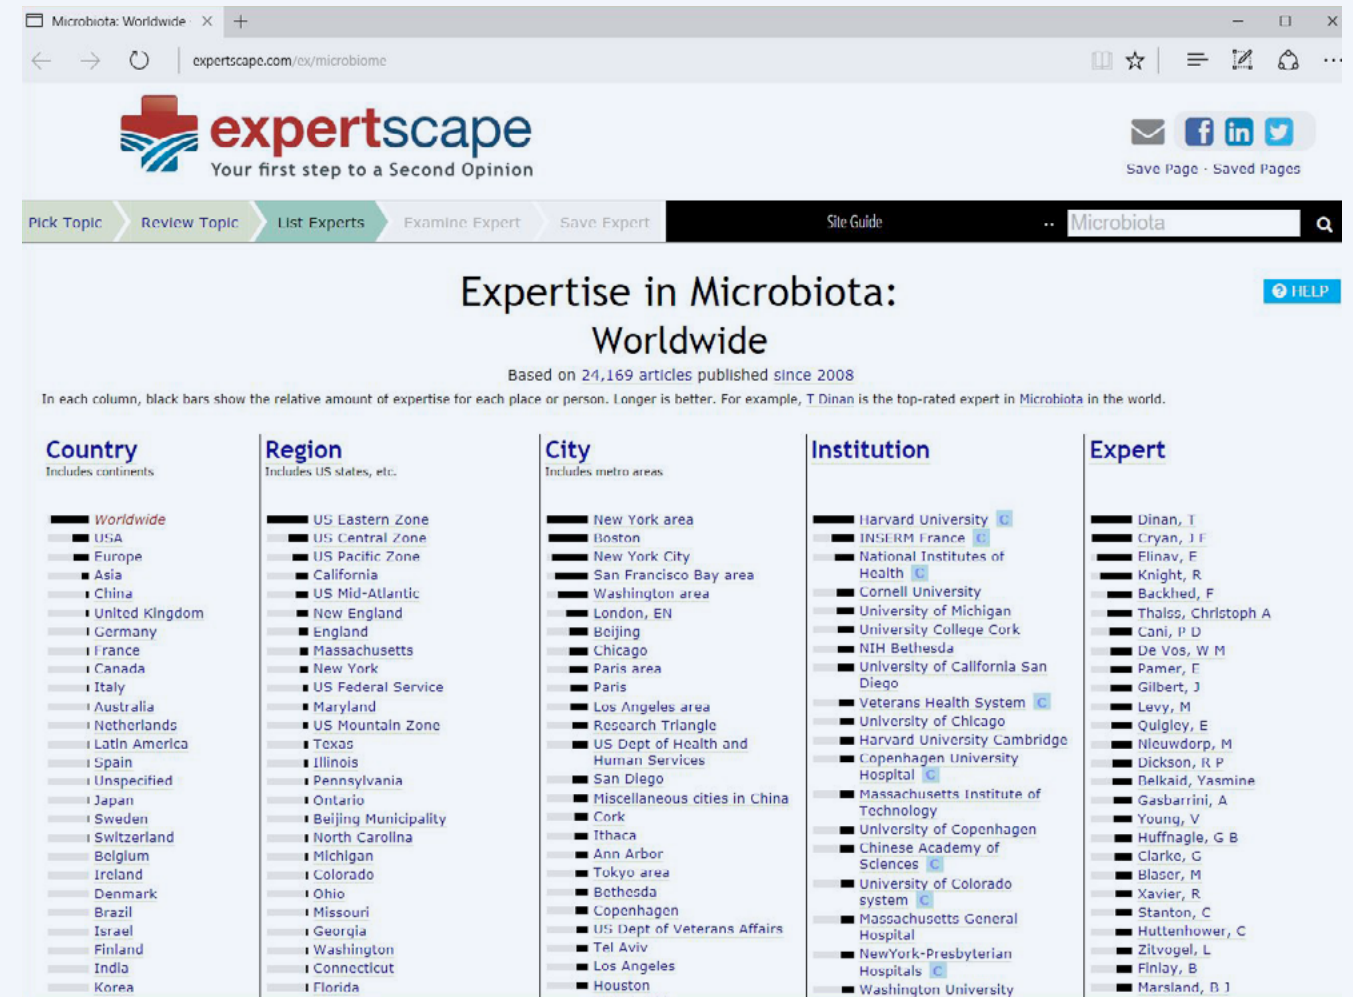 Microbiota: Worldwide
expertscape.com/ex/microbiome
expertscape
Your first step to a Second Opinion
Save Page · Saved Pages
Pick Topic
Review Topic
List Experts
Examine Expert
Save Expert
Site Guide
..
Microbiota
Expertise in Microbiota:
Worldwide
? HELP
Based on 24,169 articles published since 2008
In each column, black bars show the relative amount of expertise for each place or person. Longer is better. For example, T Dinan is the top-rated expert in Microbiota in the world.
Country
Includes continents
Worldwide
USA
Europe
Asia
China
United Kingdom
Germany
France
Canada
Italy
Australia
Netherlands
Latin America
Spain
Unspecified
Japan
Sweden
Switzerland
Belgium
Ireland
Denmark
Brazil
Israel
Finland
India
Korea
Region
Includes US states, etc.
US Eastern Zone
US Central Zone
US Pacific Zone
California
US Mid-Atlantic
New England
England
Massachusetts
New York
US Federal Service
Maryland
US Mountain Zone
Texas
Illinois
Pennsylvania
Ontario
Beijing Municipality
North Carolina
Michigan
Colorado
Ohio
Missouri
Georgia
Washington
Connecticut
Florida
City
Includes metro areas
New York area
Boston
New York City
San Francisco Bay area
Washington area
London, EN
Beijing
Chicago
Paris area
Paris
Los Angeles area
Research Triangle
US Dept of Health and
Human Services
San Diego
Miscellaneous cities in China
Cork
Ithaca
Ann Arbor
Tokyo area
Bethesda
Copenhagen
US Dept of Veterans Affairs
Tel Aviv
Los Angeles
Houston
Institution
Harvard University C
INSERM France C
National Institutes of
Health C
Cornell University
University of Michigan
University College Cork
NIH Bethesda
University of California San
Diego
Veterans Health System C
University of Chicago
Harvard University Cambridge
Copenhagen University
Hospital C
Massachusetts Institute of
Technology
University of Copenhagen
Chinese Academy of
Sciences C
University of Colorado
system C
Massachusetts General
Hospital
NewYork-Presbyterian
Hospitals C
Washington University
Expert
Dinan, T
Cryan, J F
Elinav, E
Knight, R
Backhed, F
Thaiss, Christoph A
Cani, P D
De Vos, W M
Pamer, E
Gilbert, J
Levy, M
Quigley, E
Nieuwdorp, M
Dickson, R P
Belkaid, Yasmine
Gasbarrini, A
Young, V
Huffnagle, G B
Clarke, G
Blaser, M
Xavier, R
Stanton, C
Huttenhower, C
Zitvogel, L
Finlay, B
Marsland, B J